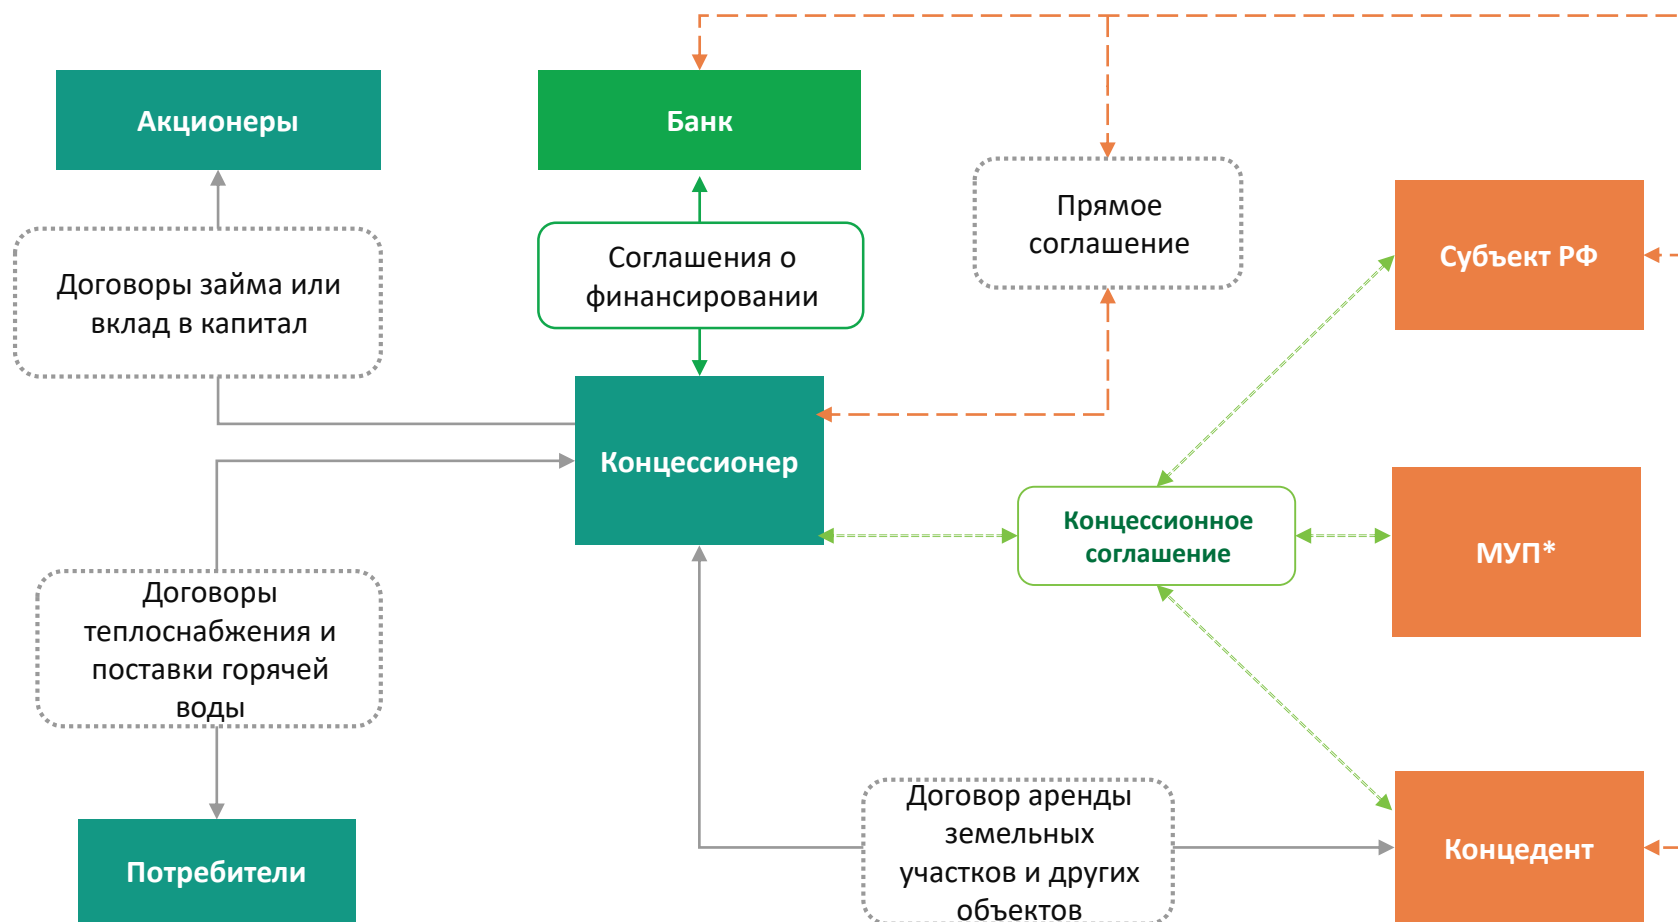 Акционеры
Банк
Прямое
соглашение
Субъект РФ
Договоры займа или
вклад в капитал
Соглашения о
финансировании
Концессионер
Концессионное
соглашение
МУП*
Договоры
теплоснабжения и
поставки горячей
воды
Потребители
Договор аренды
земельных
участков и других
объектов
Концедент